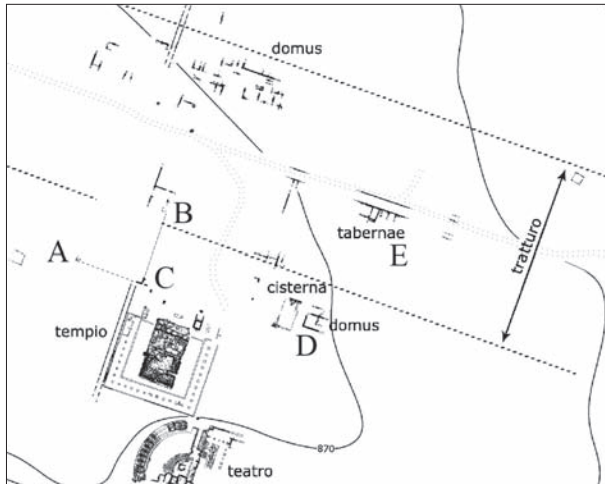 domus
B
tabernae
E
tratturo
A
C
cisterna
domus
D
tempio
870
teatro